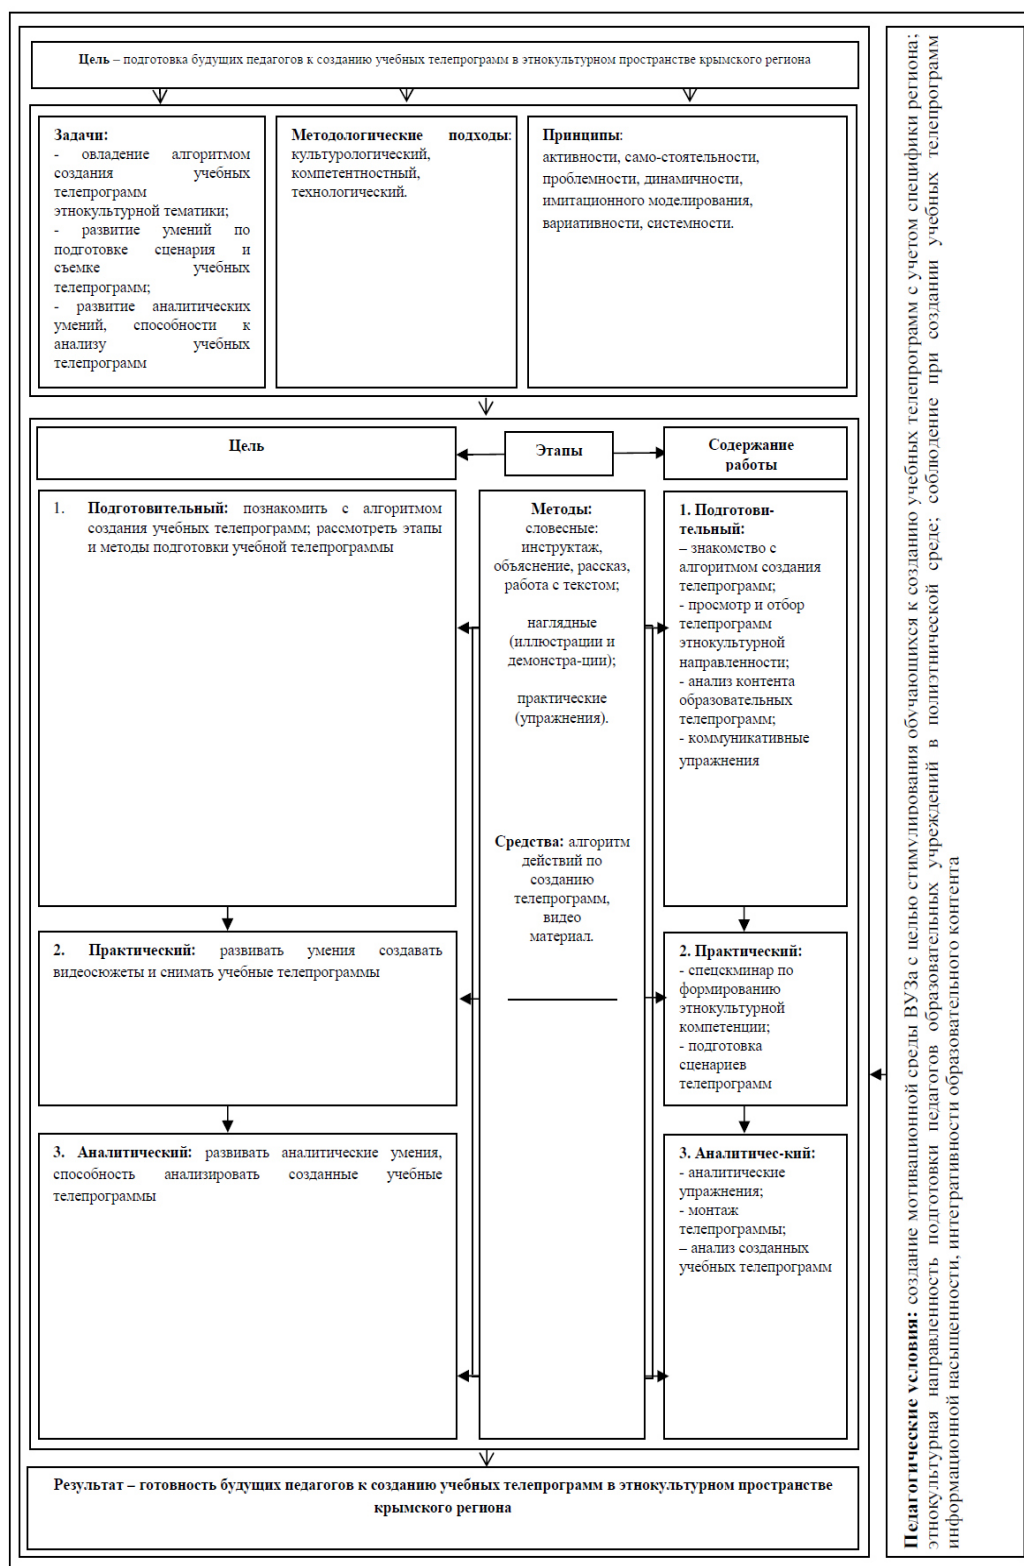 Цель – подготовка будущих педагогов к созданию учебных телепрограмм в этнокультурном пространстве крымского региона
Задачи:
- овладение алгоритмом
создания учебных
телепрограмм
этнокультурной тематики;
- развитие умений по
подготовке сценария и
съемке учебных
телепрограмм;
- развитие аналитических
умений, способности к
анализу учебных
телепрограмм
Методологические подходы:
культурологический,
компетентностный,
технологический.
Принципы:
активности, само-стоятельности,
проблемности, динамичности,
имитационного моделирования,
вариативности, системности.
Цель
Этапы
Содержание
работы
1. Подготовительный: познакомить с алгоритмом
создания учебных телепрограмм; рассмотреть этапы
и методы подготовки учебной телепрограммы
Методы:
словесные:
инструктаж,
объяснение, рассказ,
работа с текстом;
наглядные
(иллюстрации и
демонстра-ции);
практические
(упражнения).
Средства: алгоритм
действий по
созданию
телепрограмм,
видео
материал.
1. Подготови-
тельный:
– знакомство с
алгоритмом создания
телепрограмм;
- просмотр и отбор
телепрограмм
этнокультурной
направленности;
- анализ контента
образовательных
телепрограмм;
- коммуникативные
упражнения
2. Практический: развивать умения создавать
видеосюжеты и снимать учебные телепрограммы
2. Практический:
- спецскминар по
формированию
этнокультурной
компетенции;
- подготовка
сценариев
телепрограмм
3. Аналитический: развивать аналитические умения,
способность анализировать созданные учебные
телепрограммы
3. Аналитичес-кий:
- аналитические
упражнения;
- монтаж
телепрограммы;
– анализ созданных
учебных телепрограмм
Результат – готовность будущих педагогов к созданию учебных телепрограмм в этнокультурном пространстве
крымского региона
Педагогические условия: создание мотивационной среды ВУЗа с целью стимулирования обучающихся к созданию учебных телепрограмм с учетом специфики региона;
этнокультурная направленность подготовки педагогов образовательных учреждений в полиэтнической среде; соблюдение при создании учебных телепрограмм
информационной насыщенности, интегративности образовательного контента